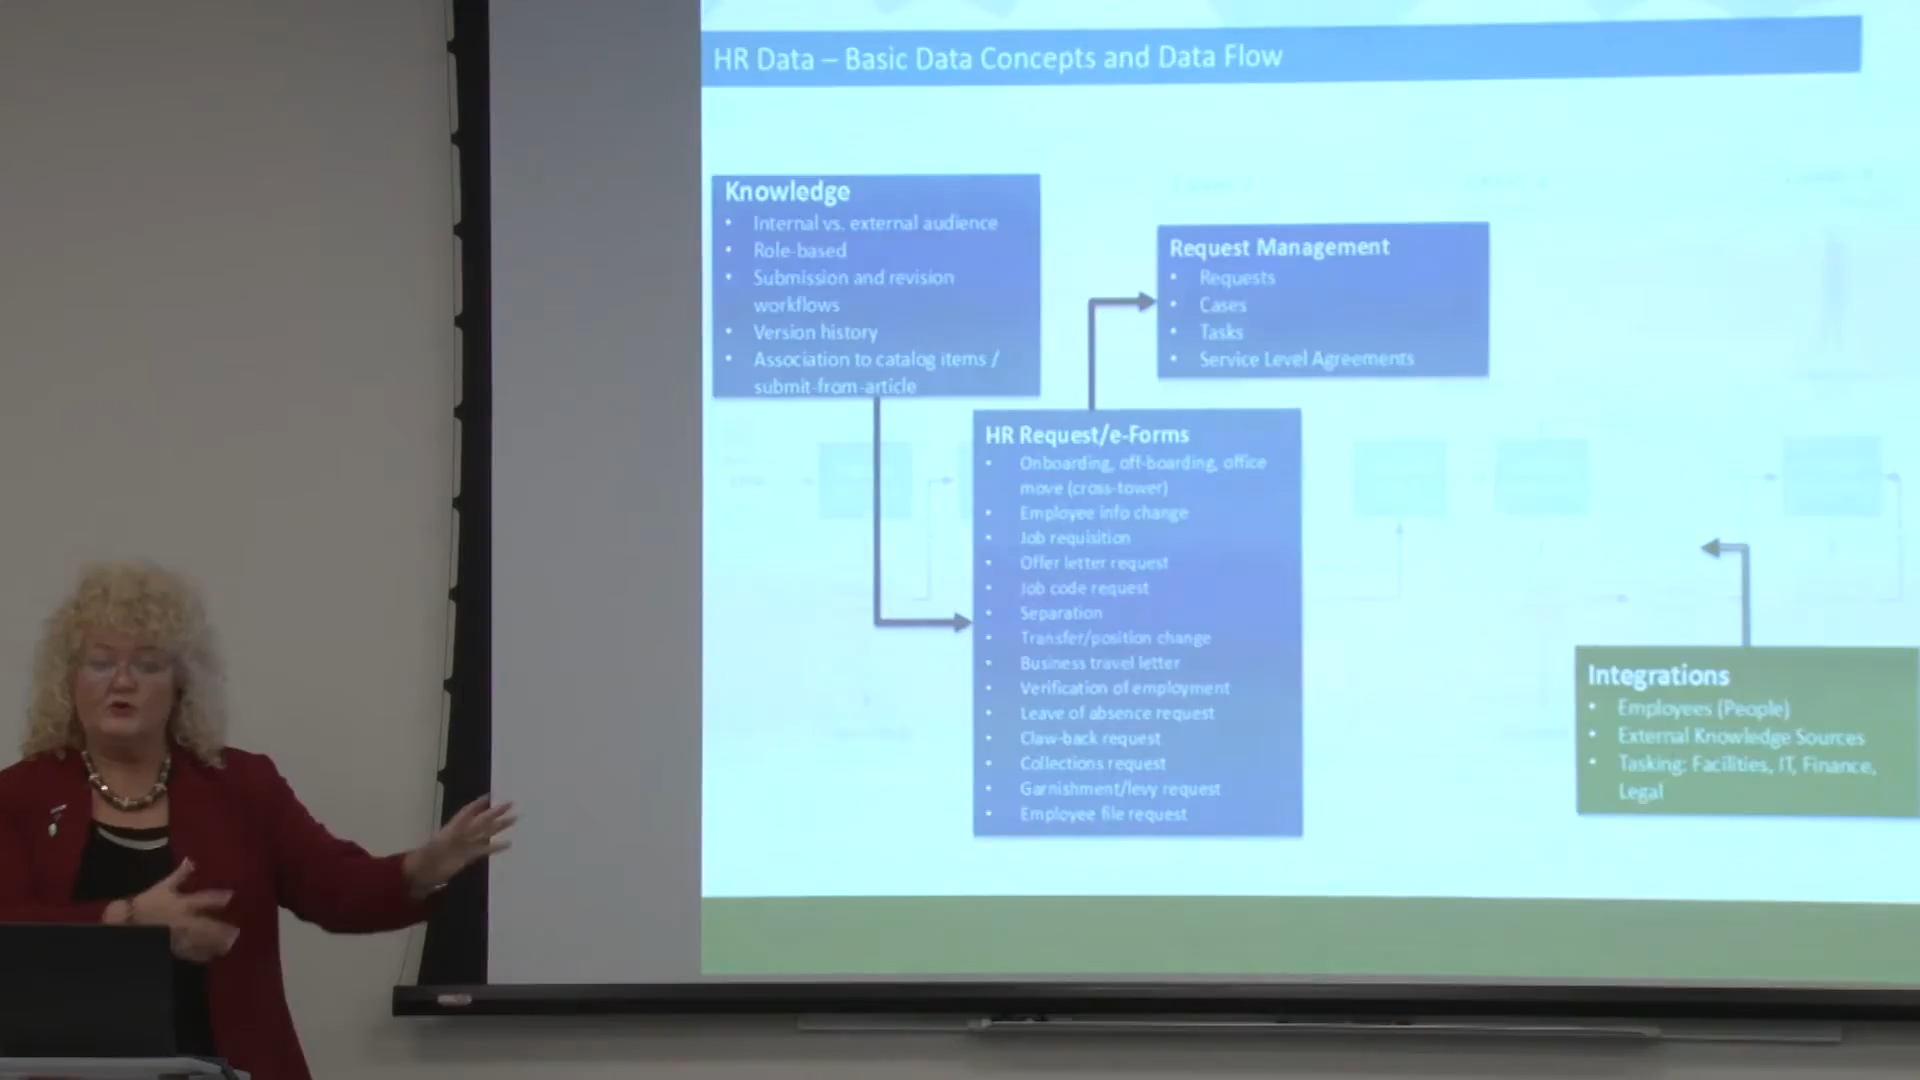 HR Data – Basic Data Concepts and Data Flow
Knowledge
• Internal vs. external audience
• Role-based
• Submission and revision
workflows
• Version history
• Association to catalog items /
submit-from-article
Request Management
• Requests
• Cases
• Tasks
• Service Level Agreements
HR Request/e-Forms
• Onboarding, off-boarding, office
move (cross-tower)
• Employee info change
• Job requisition
• Offer letter request
• Job code request
• Separation
• Transfer/position change
• Business travel letter
• Verification of employment
• Leave of absence request
• Claw-back request
• Collections request
• Garnishment/levy request
• Employee file request
Integrations
• Employees (People)
• External Knowledge Sources
• Tasking: Facilities, IT, Finance,
Legal